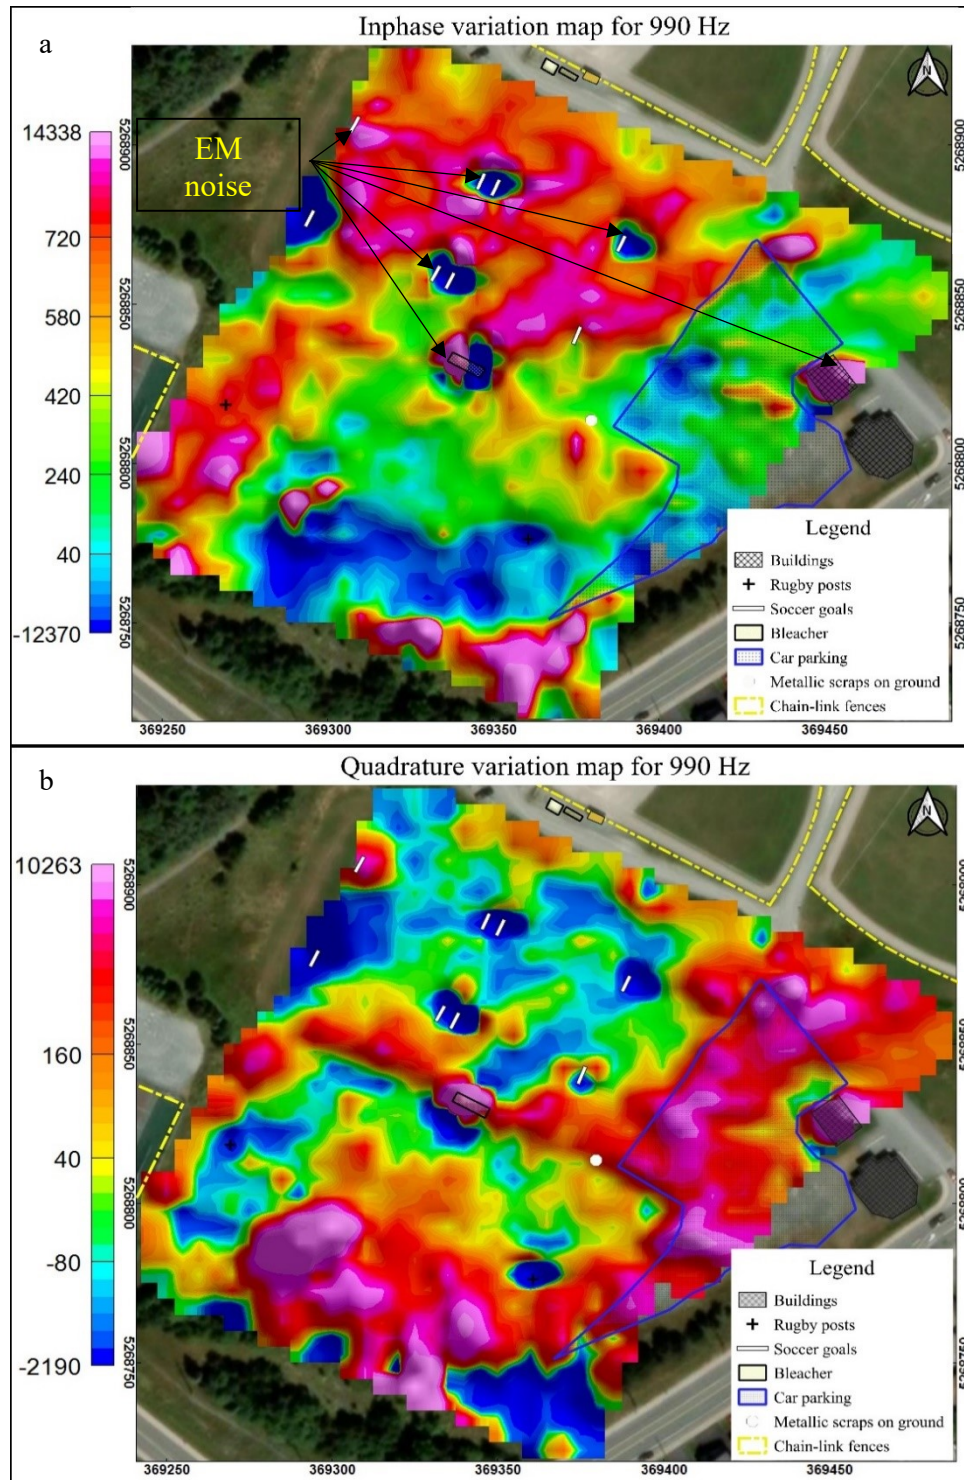 a
Inphase variation map for 990 Hz
N
EM
noise
14338
720
580
420
240
40
-12370
5268900
5268850
5268800
5268750
Legend
Buildings
Rugby posts
Soccer goals
Bleacher
Car parking
Metallic scraps on ground
Chain-link fences
369250
369300
369350
369400
369450
b
Quadrature variation map for 990 Hz
N
10263
160
40
-80
-2190
5268900
5268850
5268800
5268750
Legend
Buildings
Rugby posts
Soccer goals
Bleacher
Car parking
Metallic scraps on ground
Chain-link fences
369250
369300
369350
369400
369450